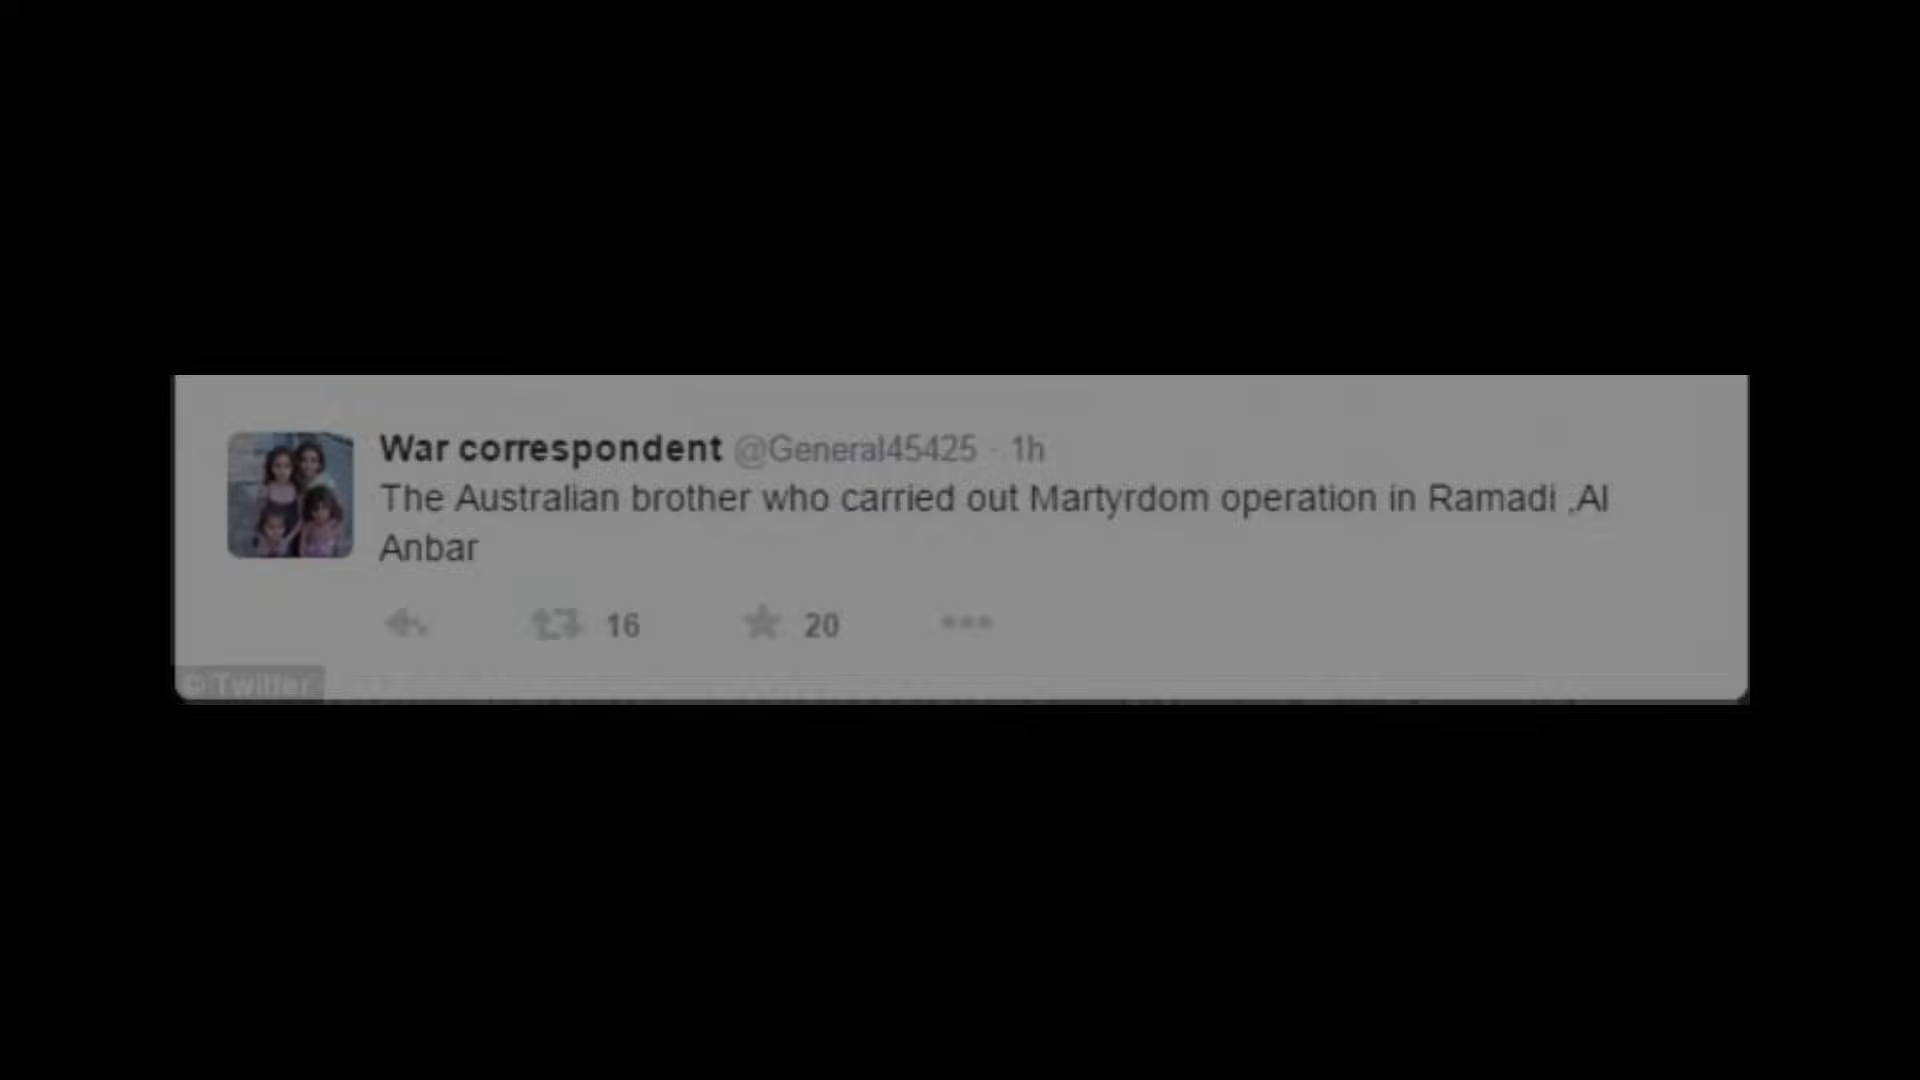 War correspondent @General45425 · 1h
The Australian brother who carried out Martyrdom operation in Ramadi ,Al
Anbar
16 20
© Twitter